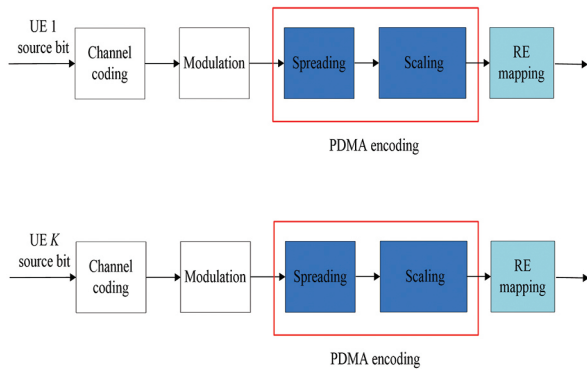 UE 1
source bit
Channel
coding
Modulation
Spreading
Scaling
RE
mapping
PDMA encoding
UE K
source bit
Channel
coding
Modulation
Spreading
Scaling
RE
mapping
PDMA encoding